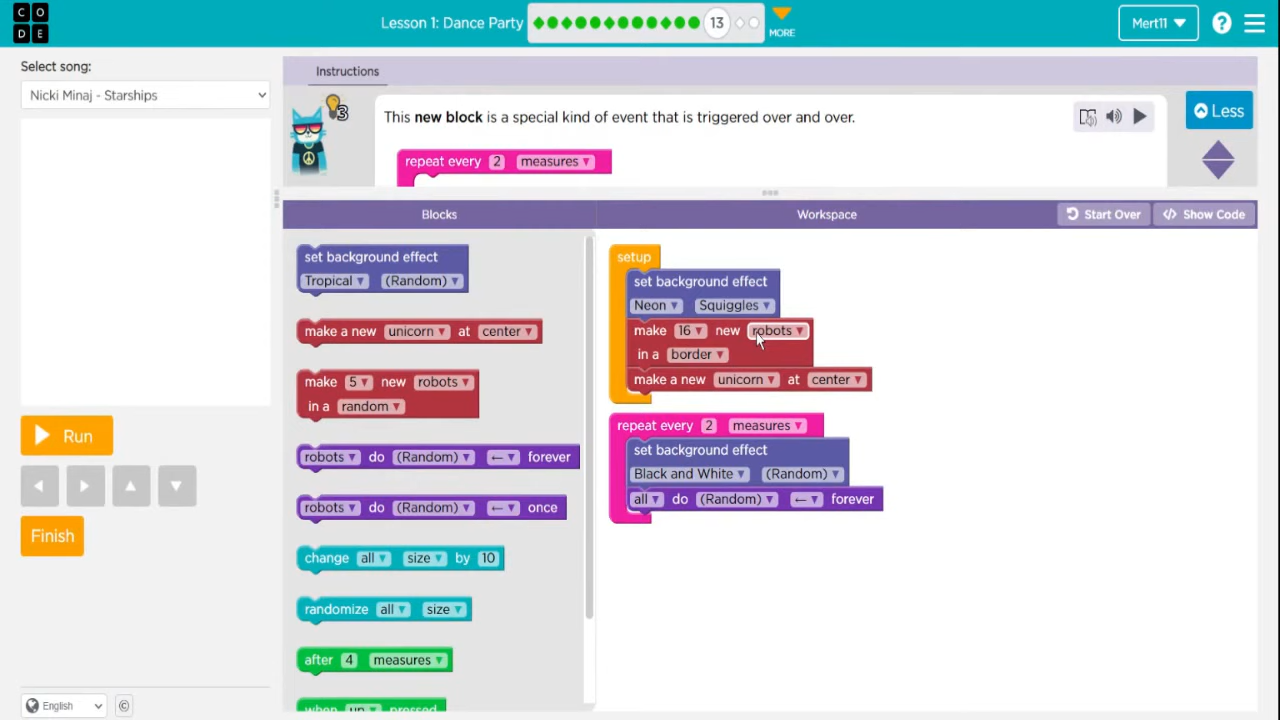 C O
D E
Lesson 1: Dance Party
13
MORE
Mert11
?
Select song:
Nicki Minaj - Starships
Instructions
3
This new block is a special kind of event that is triggered over and over.
repeat every 2 measures
Less
Blocks
Workspace
Start Over
Show Code
set background effect
Tropical (Random)
make a new unicorn at center
make 5 new robots
in a random
robots do (Random) ← forever
robots do (Random) ← once
change all size by 10
randomize all size
after 4 measures
when up pressed
setup
set background effect
Neon Squiggles
make 16 new robots
in a border
make a new unicorn at center
repeat every 2 measures
set background effect
Black and White (Random)
all do (Random) ← forever
Run
Finish
English
©